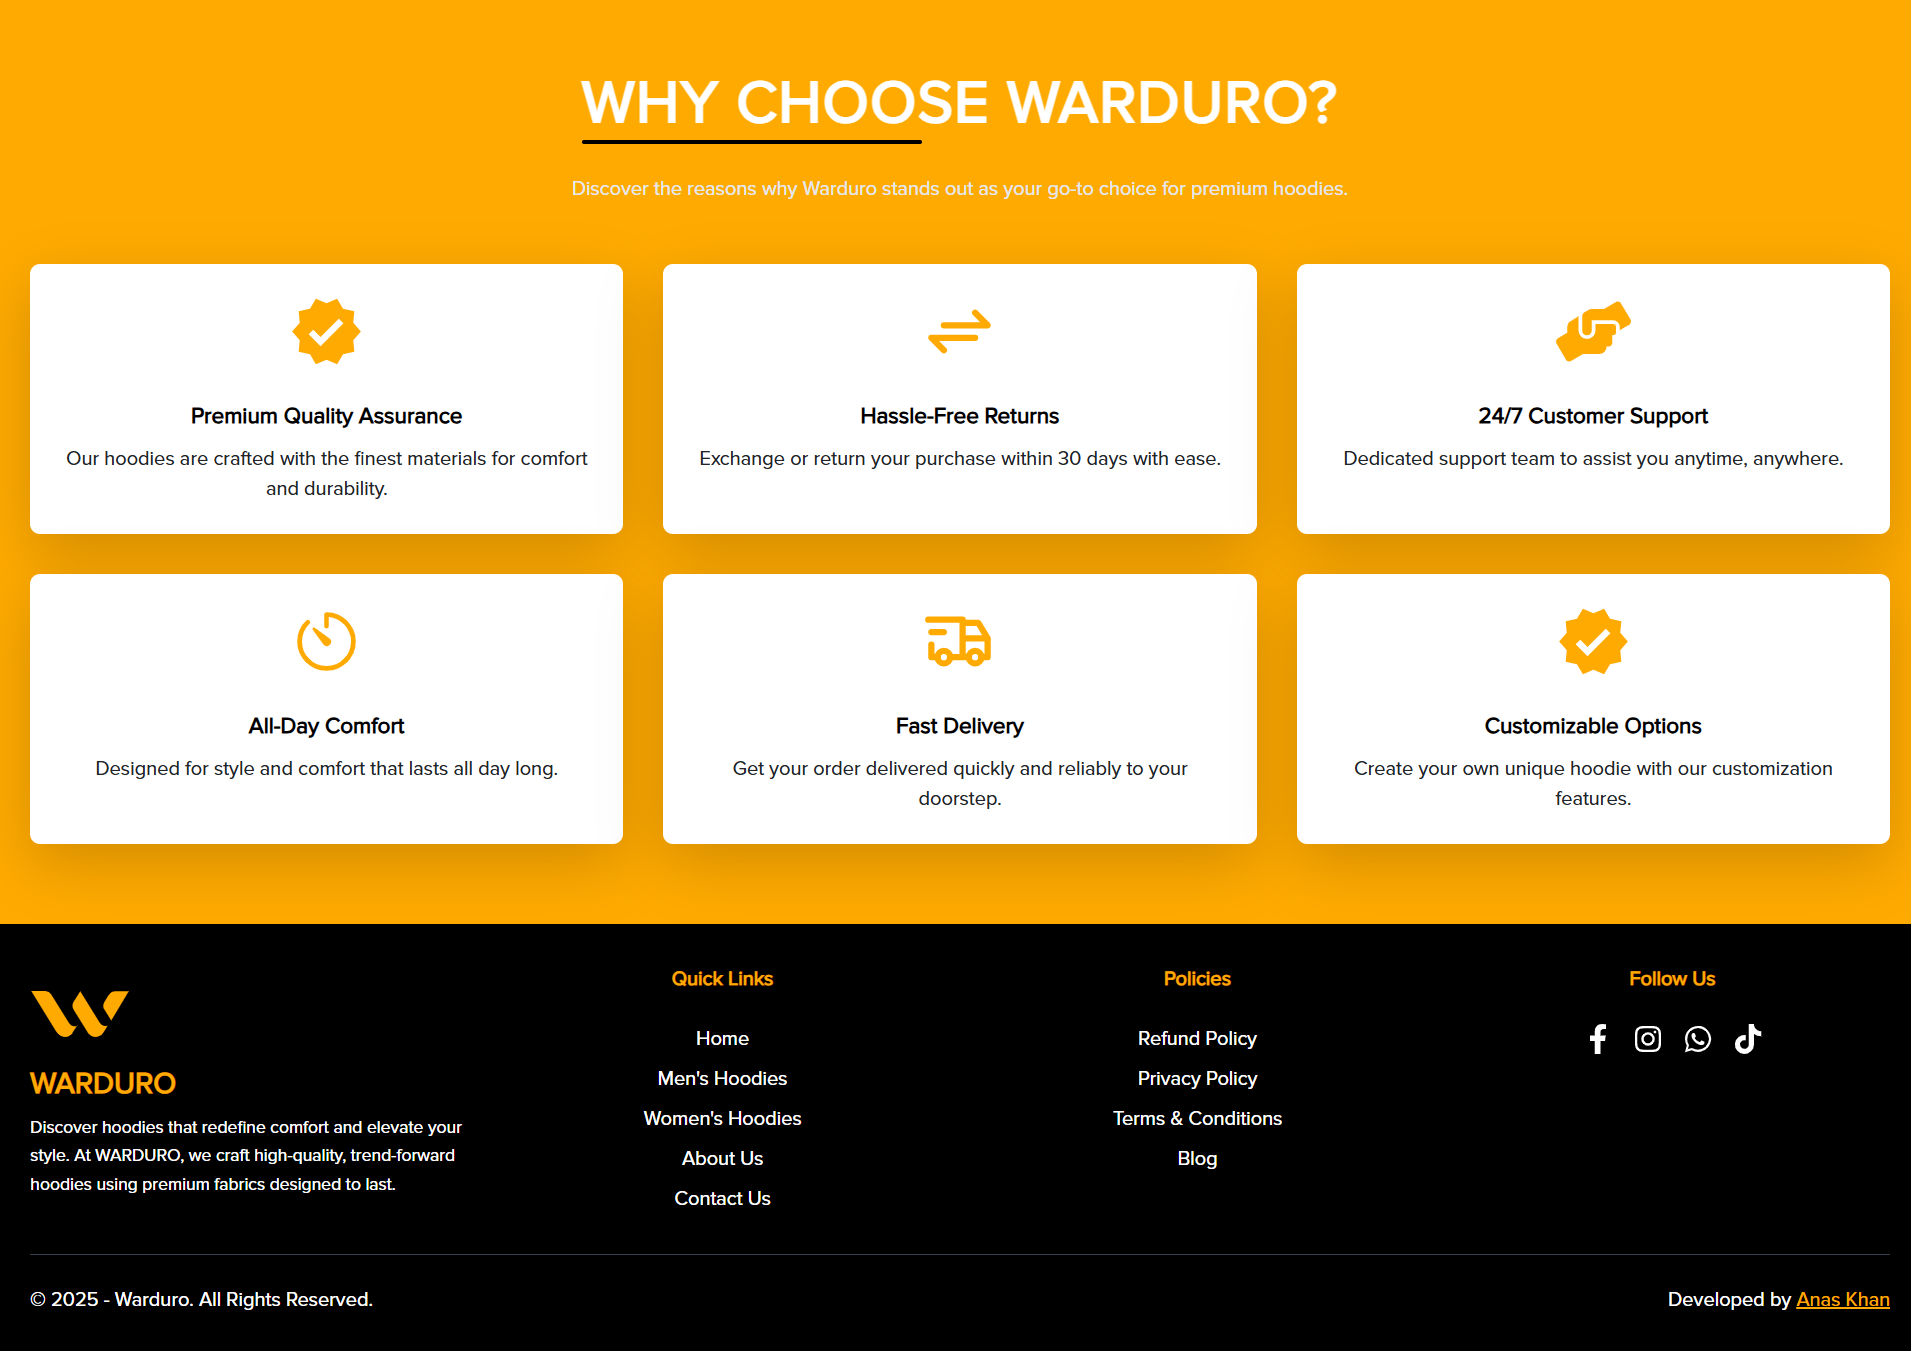 WHY CHOOSE WARDURO?
Discover the reasons why Warduro stands out as your go-to choice for premium hoodies.
Premium Quality Assurance
Our hoodies are crafted with the finest materials for comfort
and durability.
Hassle-Free Returns
Exchange or return your purchase within 30 days with ease.
24/7 Customer Support
Dedicated support team to assist you anytime, anywhere.
All-Day Comfort
Designed for style and comfort that lasts all day long.
Fast Delivery
Get your order delivered quickly and reliably to your
doorstep.
Customizable Options
Create your own unique hoodie with our customization
features.
WARDURO
Discover hoodies that redefine comfort and elevate your
style. At WARDURO, we craft high-quality, trend-forward
hoodies using premium fabrics designed to last.
Quick Links
Home
Men's Hoodies
Women's Hoodies
About Us
Contact Us
Policies
Refund Policy
Privacy Policy
Terms & Conditions
Blog
Follow Us
© 2025 - Warduro. All Rights Reserved.
Developed by Anas Khan